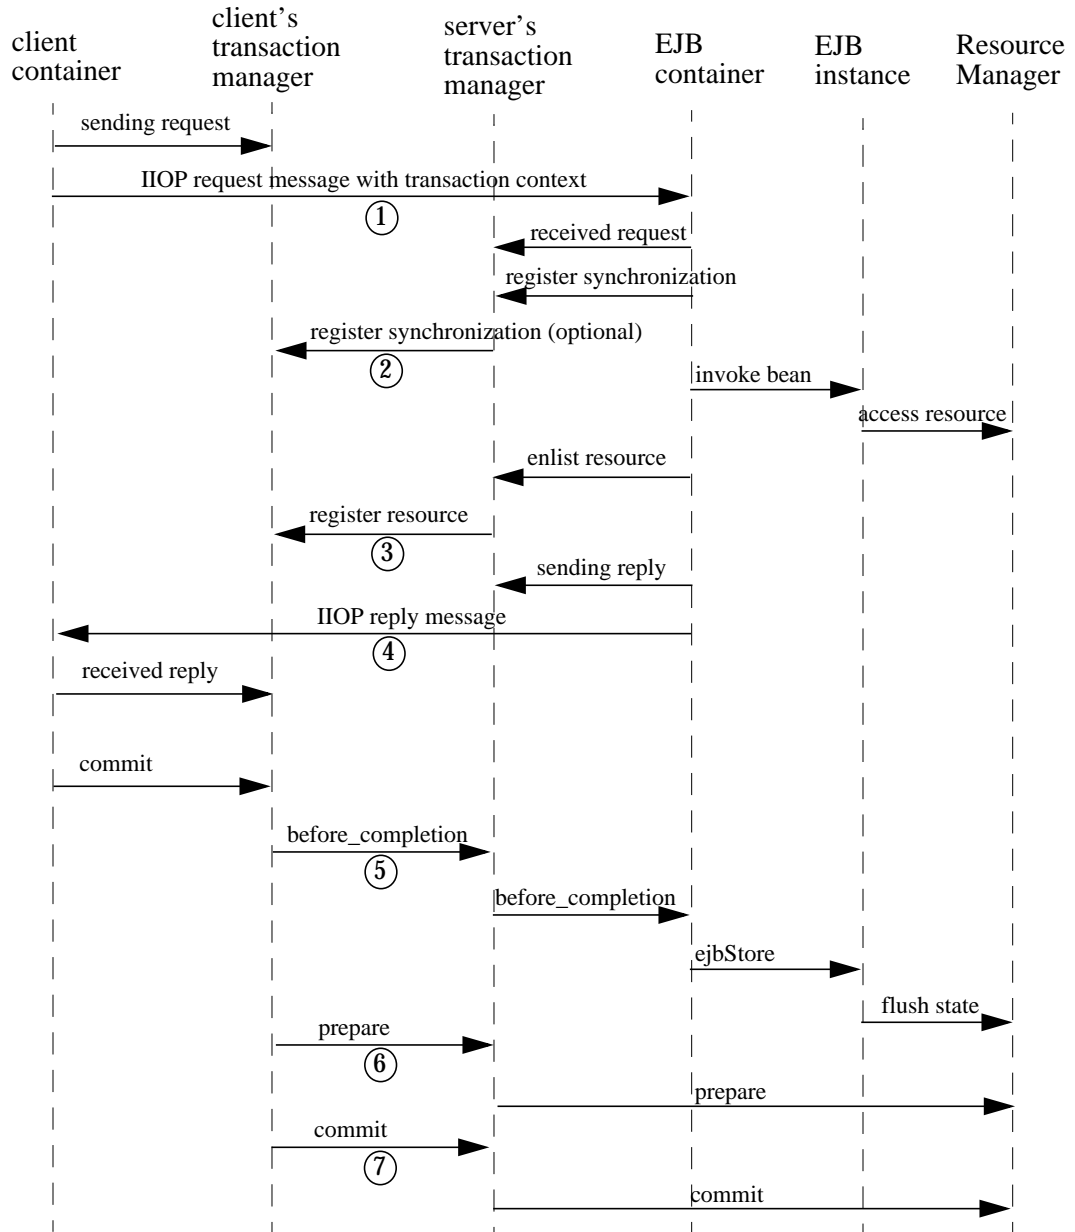 client
container
client's
transaction
manager
server's
transaction
manager
EJB
container
EJB
instance
Resource
Manager
sending request
IIOP request message with transaction context
1
received request
register synchronization
register synchronization (optional)
2
invoke bean
access resource
enlist resource
register resource
3
sending reply
IIOP reply message
4
received reply
commit
before_completion
5
before_completion
ejbStore
flush state
prepare
6
prepare
commit
7
commit